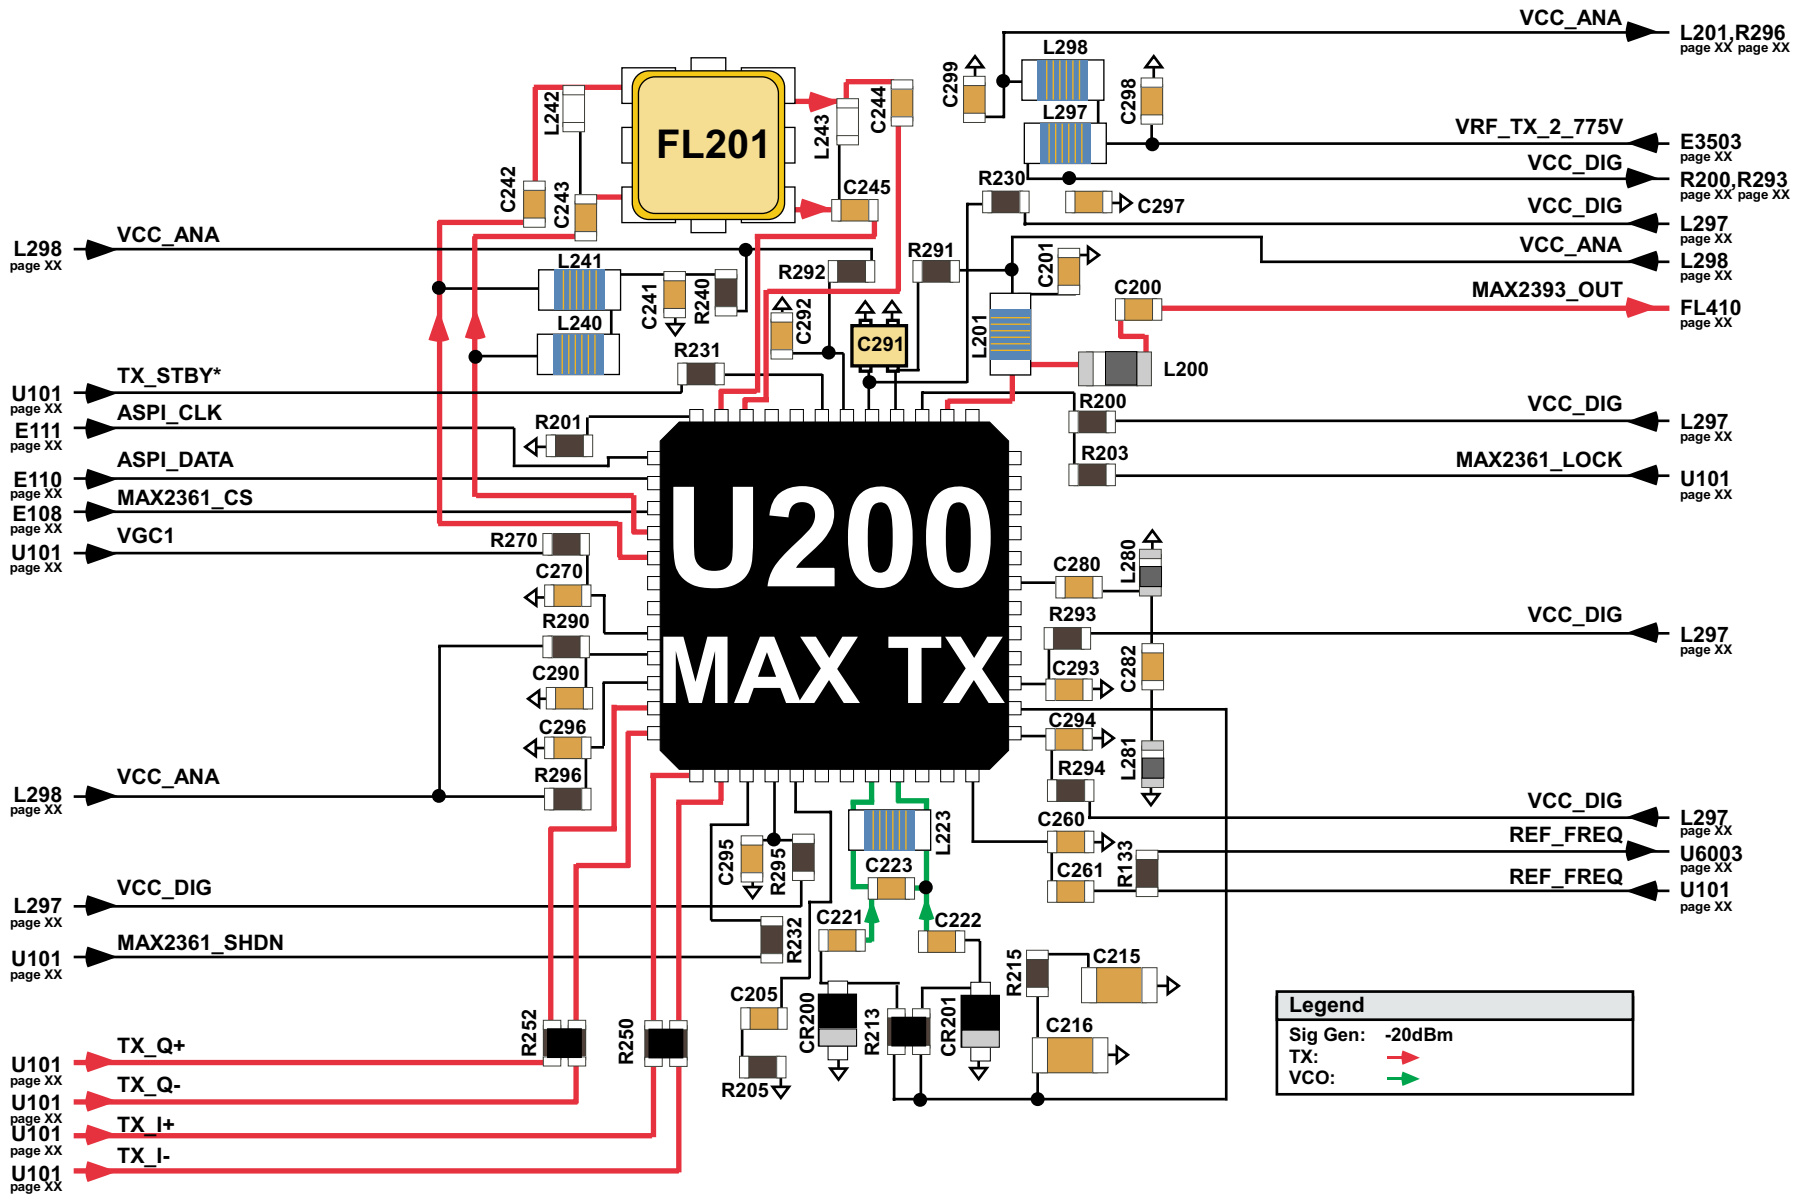 VCC_ANA
L201,R296
page XX page XX
L298
C299
C298
L297
VRF_TX_2_775V
E3503
page XX
VCC_DIG
R200,R293
page XX page XX
C297
R230
VCC_DIG
L297
page XX
VCC_ANA
L298
page XX
MAX2393_OUT
FL410
page XX
FL201
L242
C242
C243
L243
C244
C245
L298
page XX
VCC_ANA
L241
L240
C241
R240
R292
C292
R291
C291
C201
L201
C200
L200
R231
U101
page XX
TX_STBY*
E111
page XX
ASPI_CLK
R201
E110
page XX
ASPI_DATA
E108
page XX
MAX2361_CS
U101
page XX
VGC1
R200
VCC_DIG
L297
page XX
R203
MAX2361_LOCK
U101
page XX
U200
MAX TX
R270
C270
R290
C290
C296
R296
L298
page XX
VCC_ANA
C280
L280
R293
VCC_DIG
L297
page XX
C293
C282
C294
L281
R294
VCC_DIG
L297
page XX
C260
REF_FREQ
U6003
page XX
R133
C261
REF_FREQ
U101
page XX
C295
R295
L223
C223
C221
C222
L297
page XX
VCC_DIG
U101
page XX
MAX2361_SHDN
R232
C205
R205
CR200
R213
CR201
R215
C215
C216
R252
R250
U101
page XX
TX_Q+
U101
page XX
TX_Q-
U101
page XX
TX_I+
U101
page XX
TX_I-
Legend
Sig Gen: -20dBm
TX:
VCO: